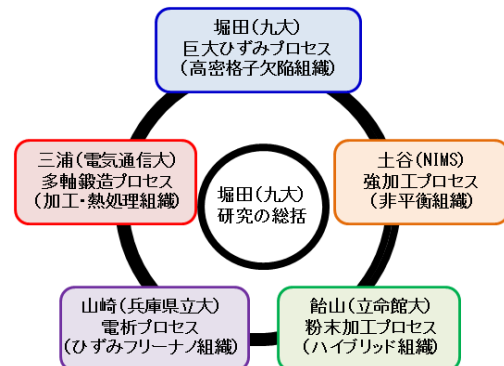 堀田(九大)
巨大ひずみプロセス
(高密格子欠陥組織)
三浦(電気通信大)
多軸鍛造プロセス
(加工・熱処理組織)
土谷(NIMS)
強加工プロセス
(非平衡組織)
堀田(九大)
研究の総括
山崎(兵庫県立大)
電析プロセス
(ひずみフリーナノ組織)
飴山(立命館大)
粉末加工プロセス
(ハイブリッド組織)